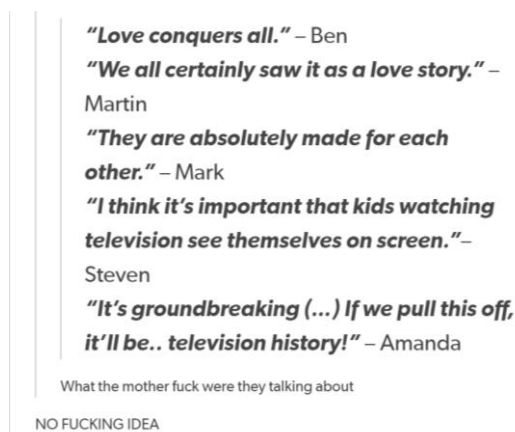 “Love conquers all.” – Ben
“We all certainly saw it as a love story.” –
Martin
“They are absolutely made for each
other.” – Mark
“I think it’s important that kids watching
television see themselves on screen.”–
Steven
“It’s groundbreaking (...) If we pull this off,
it’ll be.. television history!” – Amanda
What the mother fuck were they talking about
NO FUCKING IDEA